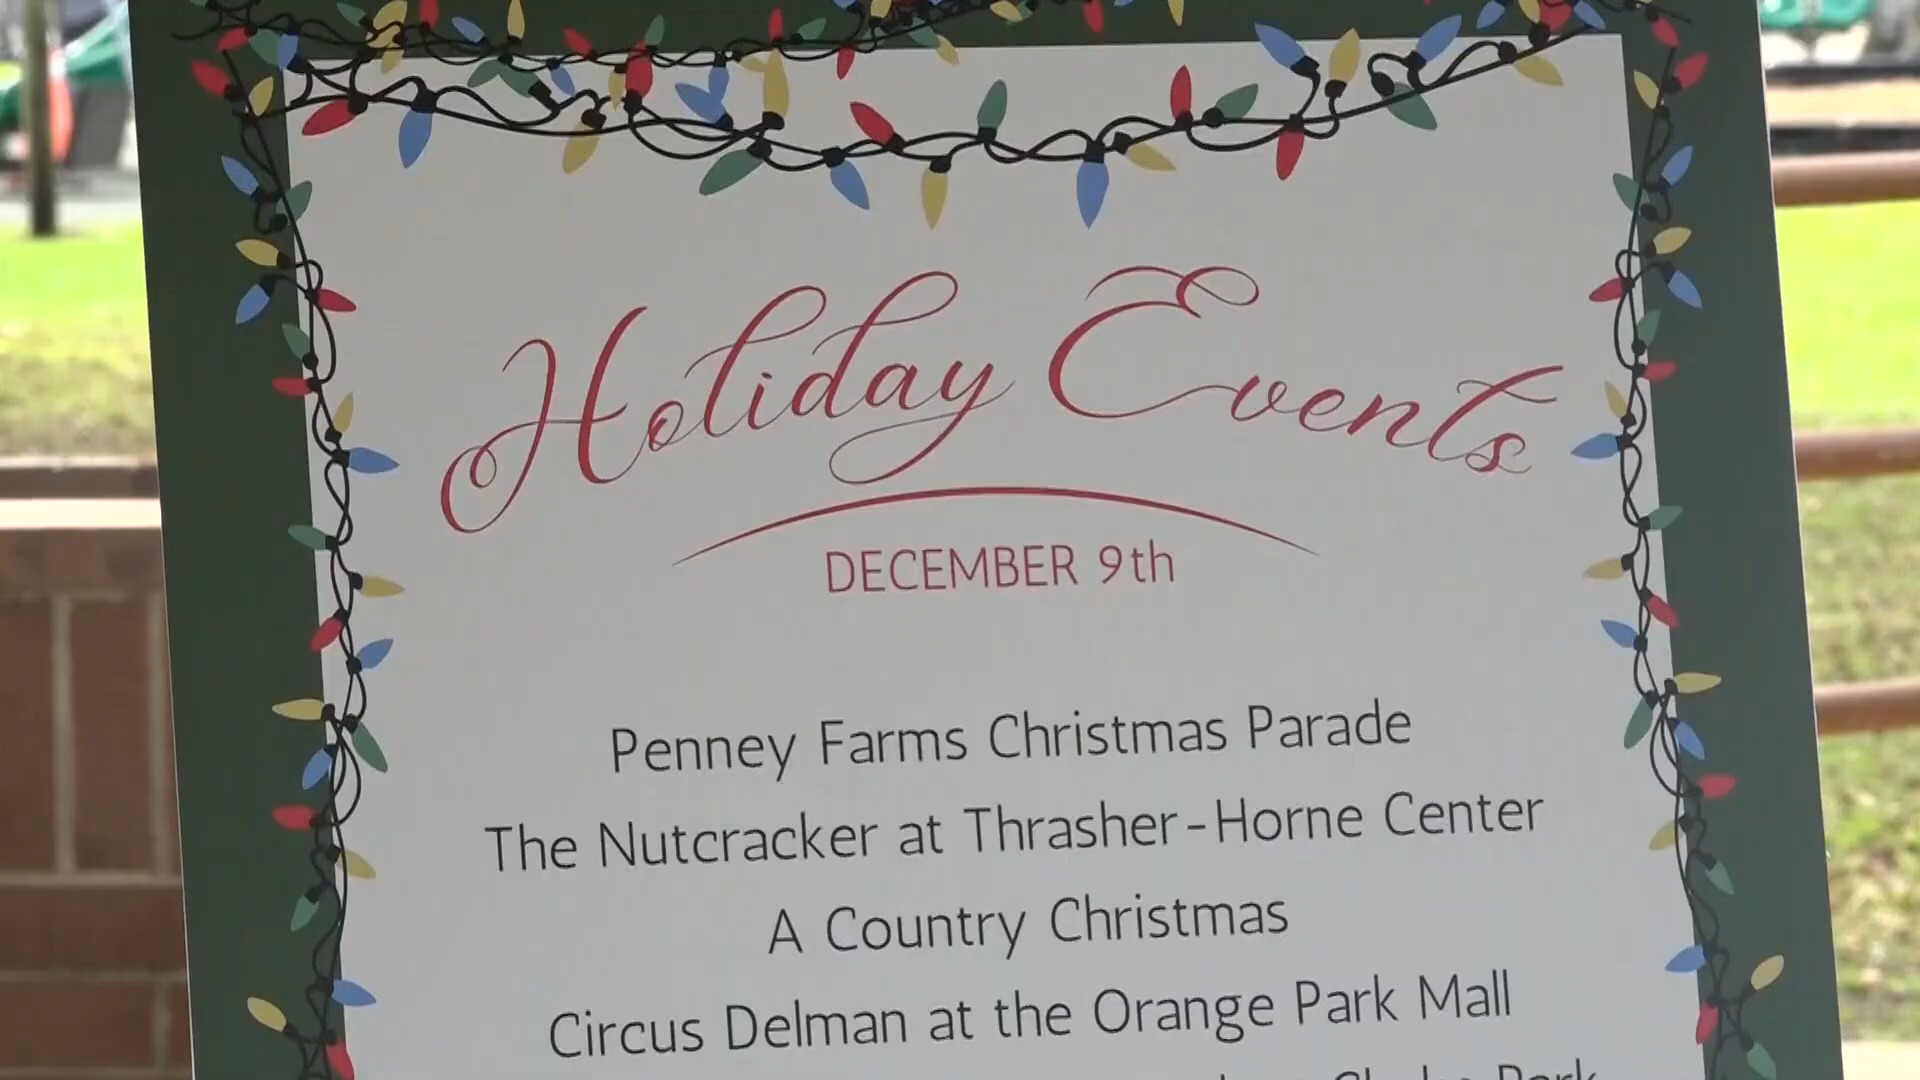 Holiday Events
DECEMBER 9th
Penney Farms Christmas Parade
The Nutcracker at Thrasher-Horne Center
A Country Christmas
Circus Delman at the Orange Park Mall
Park